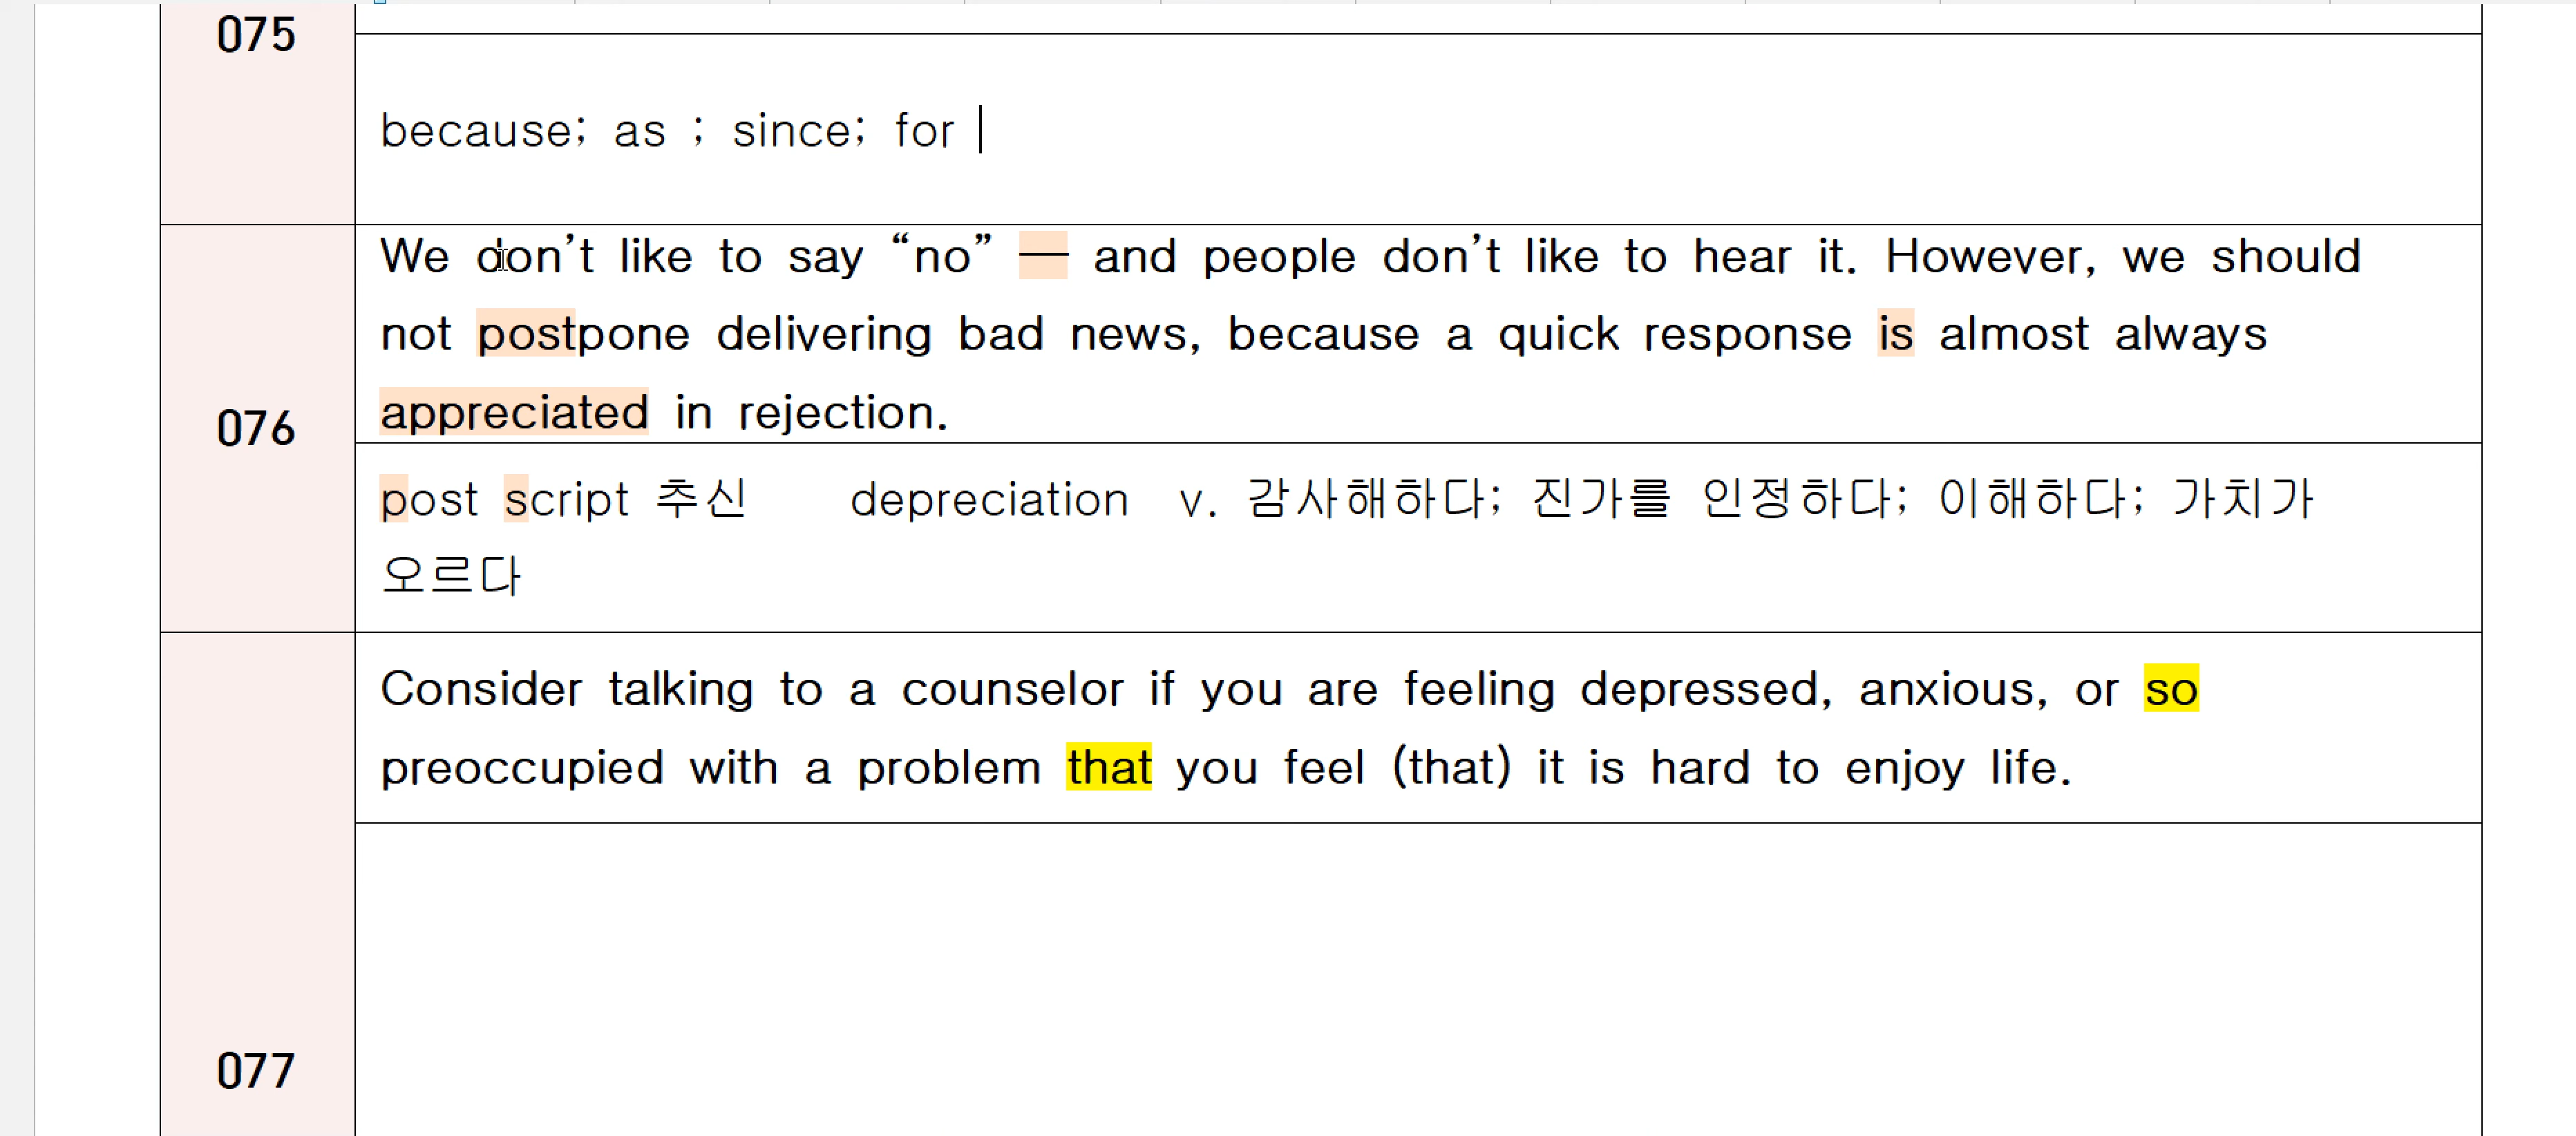 075
because; as ; since; for
076
We don’t like to say “no” — and people don’t like to hear it. However, we should
not postpone delivering bad news, because a quick response is almost always
appreciated in rejection.
post script 추신 depreciation v. 감사해하다; 진가를 인정하다; 이해하다; 가치가
오르다
077
Consider talking to a counselor if you are feeling depressed, anxious, or so
preoccupied with a problem that you feel (that) it is hard to enjoy life.